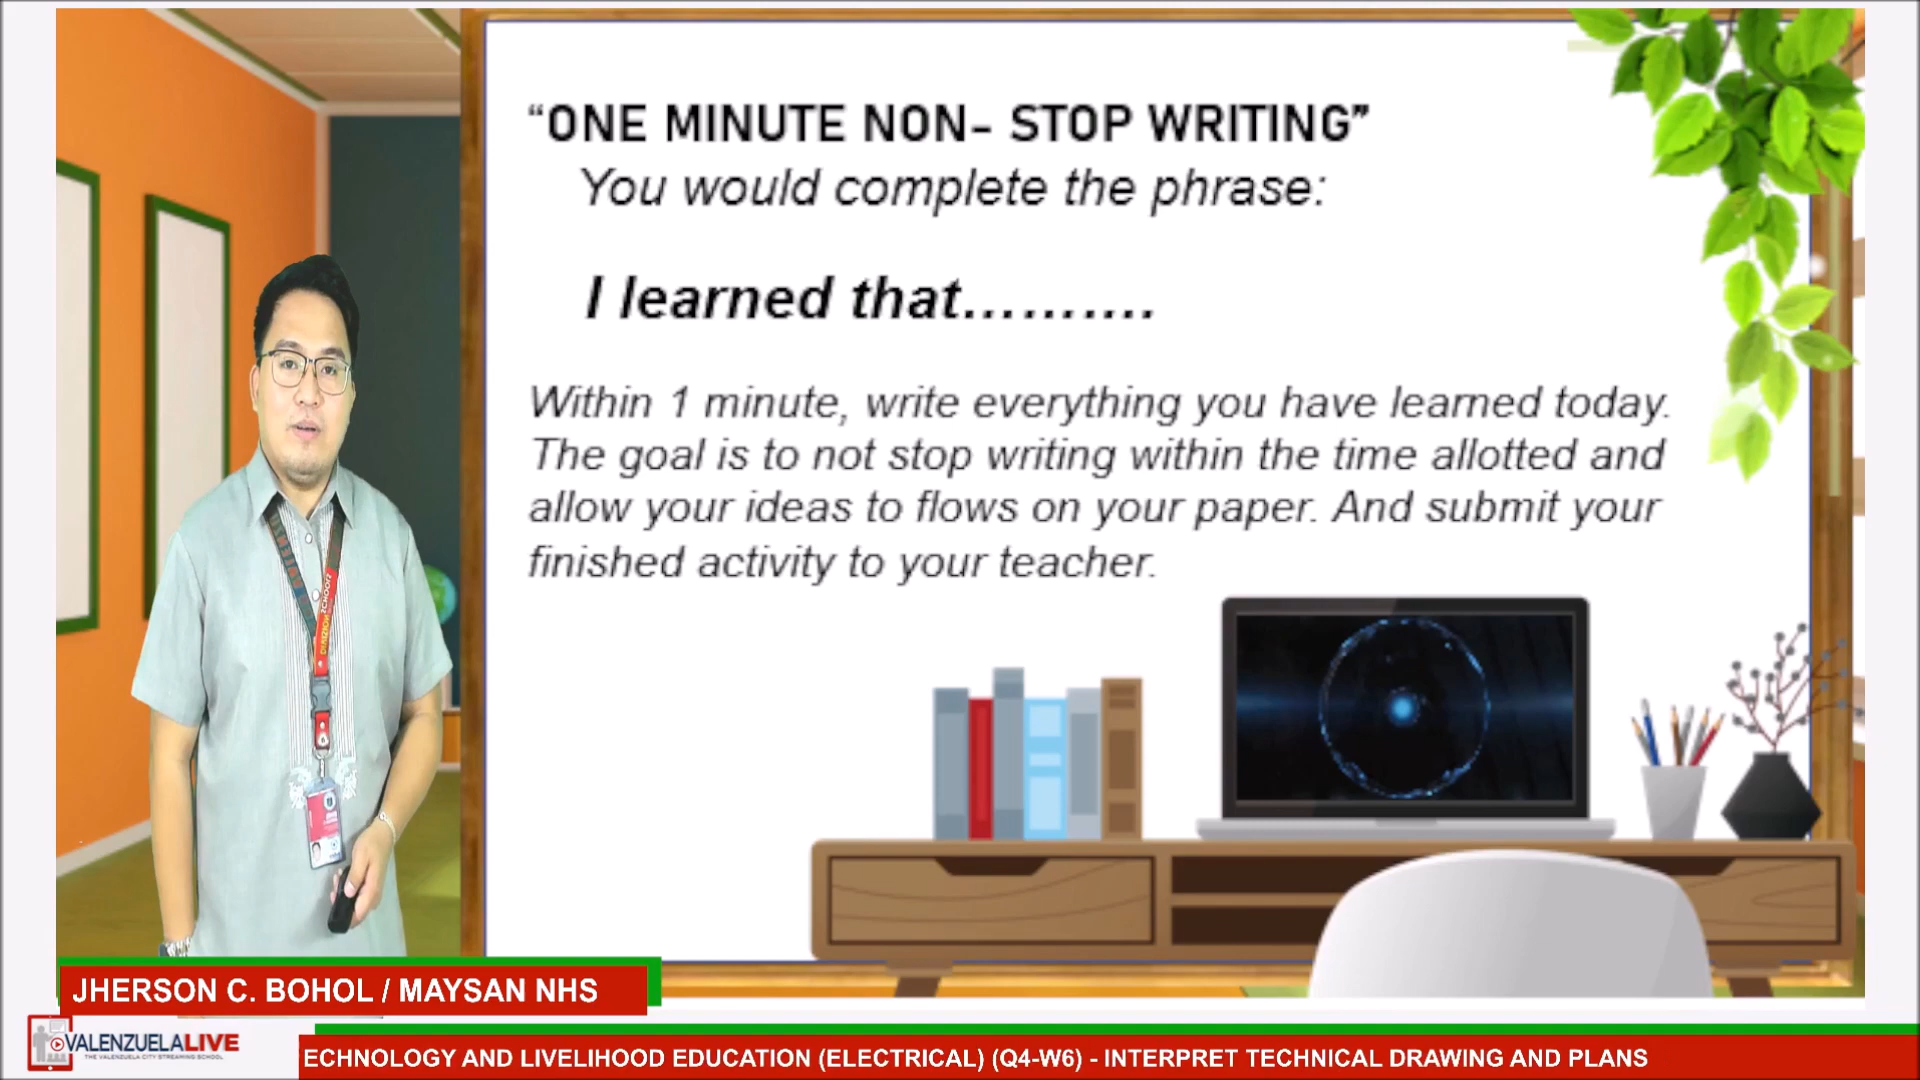 “ONE MINUTE NON- STOP WRITING”
You would complete the phrase:
I learned that..........
Within 1 minute, write everything you have learned today.
The goal is to not stop writing within the time allotted and
allow your ideas to flows on your paper. And submit your
finished activity to your teacher.
JHERSON C. BOHOL / MAYSAN NHS
VALENZUELALIVE
THE VALENZUELA CITY STREAMING SCHOOL
ECHNOLOGY AND LIVELIHOOD EDUCATION (ELECTRICAL) (Q4-W6) - INTERPRET TECHNICAL DRAWING AND PLANS